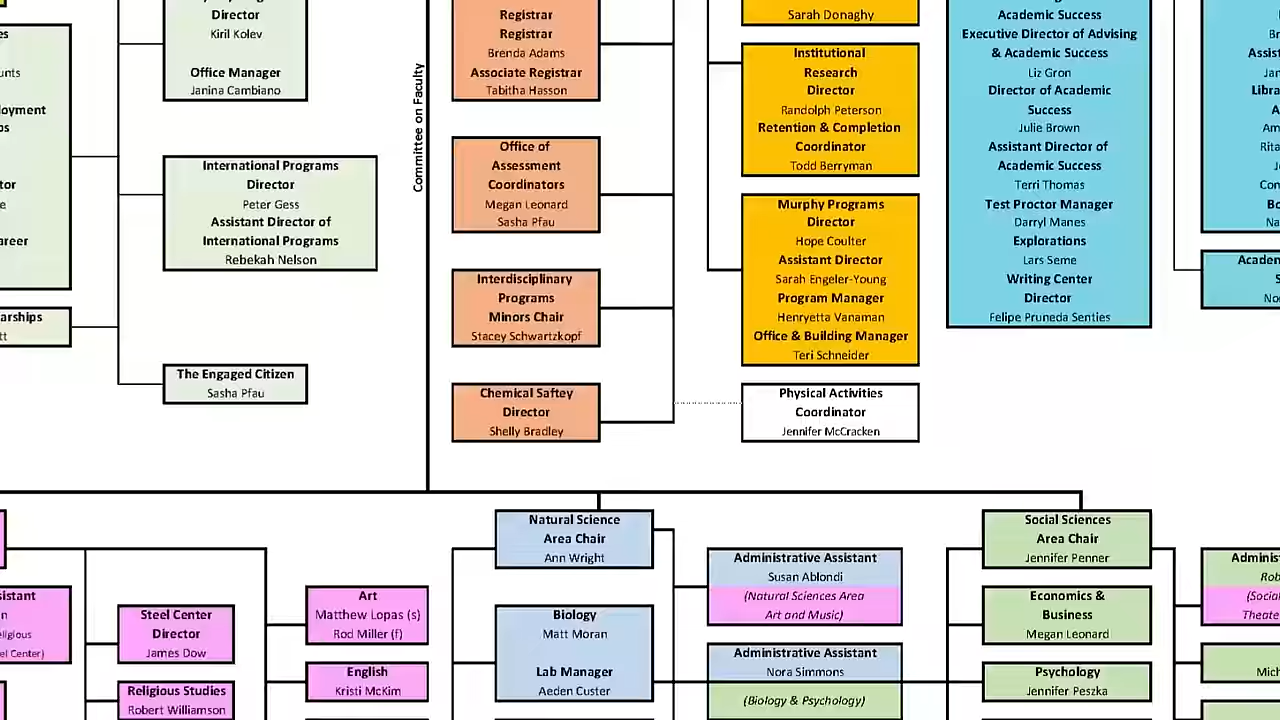 Director
Kiril Kolev
Office Manager
Janina Cambiano
International Programs
Director
Peter Gess
Assistant Director of
International Programs
Rebekah Nelson
The Engaged Citizen
Sasha Pfau
Committee on Faculty
Registrar
Registrar
Brenda Adams
Associate Registrar
Tabitha Hasson
Office of
Assessment
Coordinators
Megan Leonard
Sasha Pfau
Interdisciplinary
Programs
Minors Chair
Stacey Schwartzkopf
Chemical Saftey
Director
Shelly Bradley
Sarah Donaghy
Institutional
Research
Director
Randolph Peterson
Retention & Completion
Coordinator
Todd Berryman
Murphy Programs
Director
Hope Coulter
Assistant Director
Sarah Engeler-Young
Program Manager
Henryetta Vanaman
Office & Building Manager
Teri Schneider
Physical Activities
Coordinator
Jennifer McCracken
Academic Success
Executive Director of Advising
& Academic Success
Liz Gron
Director of Academic
Success
Julie Brown
Assistant Director of
Academic Success
Terri Thomas
Test Proctor Manager
Darryl Manes
Explorations
Lars Seme
Writing Center
Director
Felipe Pruneda Senties
Steel Center
Director
James Dow
Religious Studies
Robert Williamson
Art
Matthew Lopas (s)
Rod Miller (f)
English
Kristi McKim
Natural Science
Area Chair
Ann Wright
Biology
Matt Moran
Lab Manager
Aeden Custer
Administrative Assistant
Susan Ablondi
(Natural Sciences Area
Art and Music)
Administrative Assistant
Nora Simmons
(Biology & Psychology)
Social Sciences
Area Chair
Jennifer Penner
Economics &
Business
Megan Leonard
Psychology
Jennifer Peszka